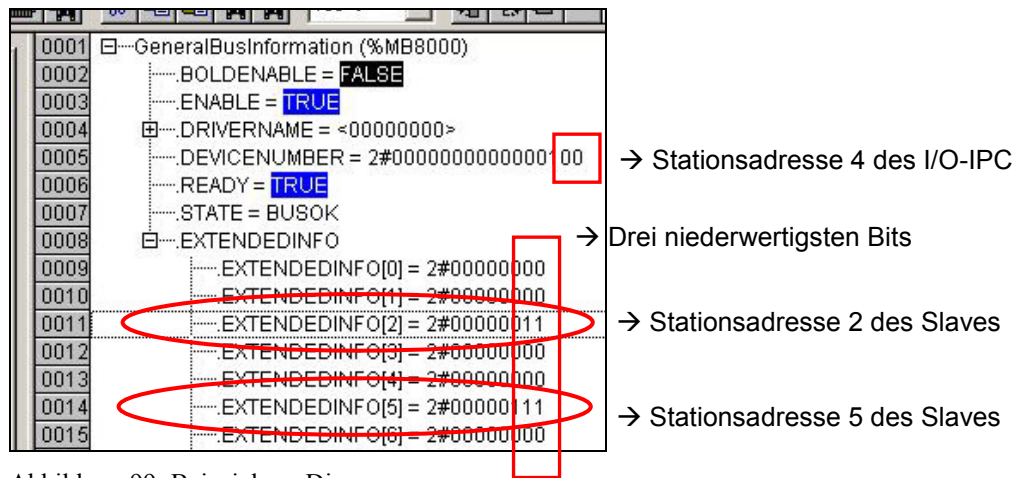 0001 GeneralBusInformation (%MB8000)
0002 .BOLDENABLE = FALSE
0003 .ENABLE = TRUE
0004 .DRIVERNAME = <00000000>
0005 .DEVICENUMBER = 2#0000000000000100 → Stationsadresse 4 des I/O-IPC
0006 .READY = TRUE
0007 .STATE = BUSOK
0008 .EXTENDEDINFO → Drei niederwertigsten Bits
0009 .EXTENDEDINFO[0] = 2#00000000
0010 .EXTENDEDINFO[1] = 2#00000000
0011 .EXTENDEDINFO[2] = 2#00000011 → Stationsadresse 2 des Slaves
0012 .EXTENDEDINFO[3] = 2#00000000
0013 .EXTENDEDINFO[4] = 2#00000000
0014 .EXTENDEDINFO[5] = 2#00000111 → Stationsadresse 5 des Slaves
0015 .EXTENDEDINFO[6] = 2#00000000